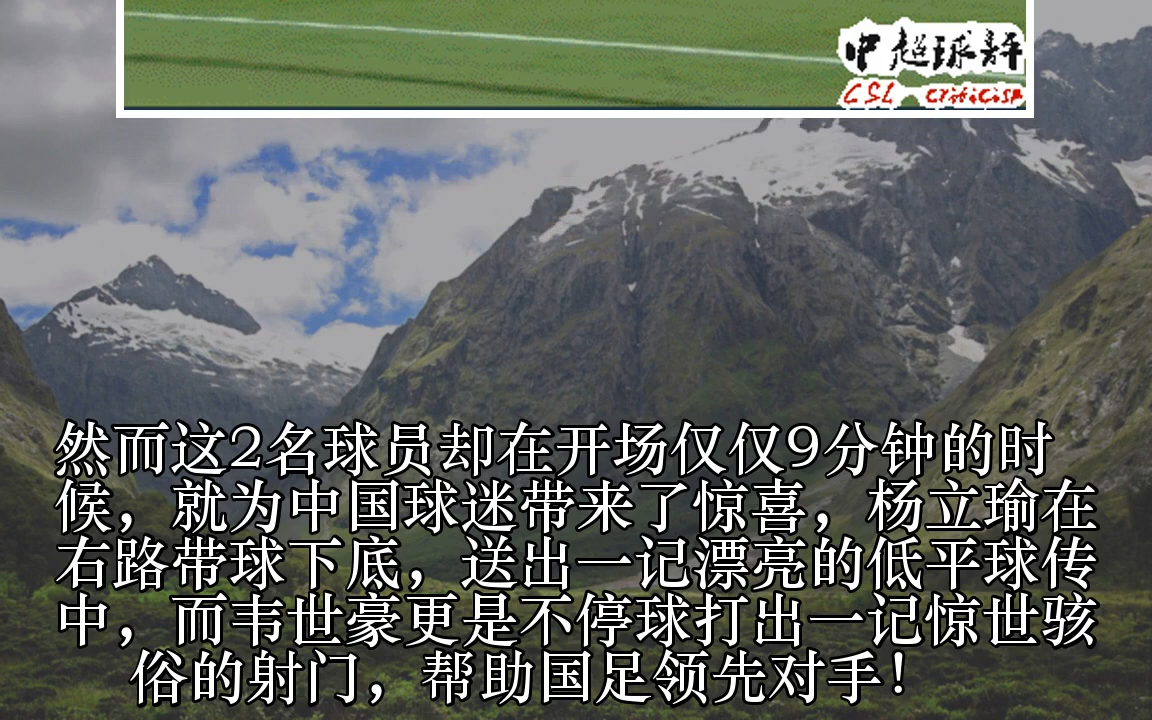 中超球评
CSL CRITICISM
然而这2名球员却在开场仅仅9分钟的时
候，就为中国球迷带来了惊喜，杨立瑜在
右路带球下底，送出一记漂亮的低平球传
中，而韦世豪更是不停球打出一记惊世骇
俗的射门，帮助国足领先对手！